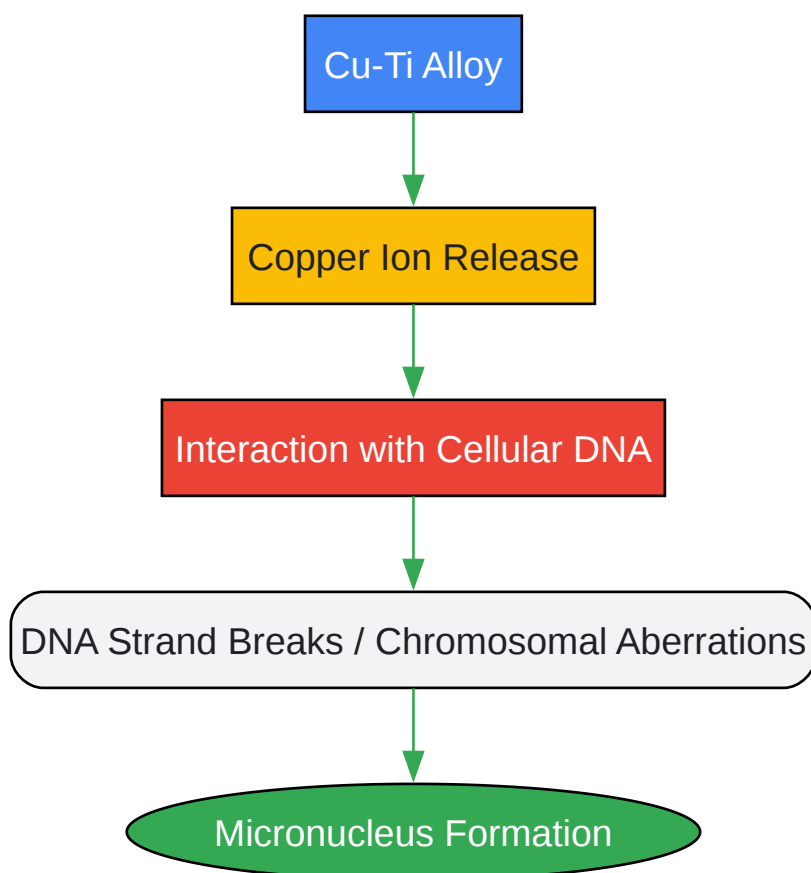 Cu-Ti Alloy
Copper Ion Release
Interaction with Cellular DNA
DNA Strand Breaks / Chromosomal Aberrations
Micronucleus Formation